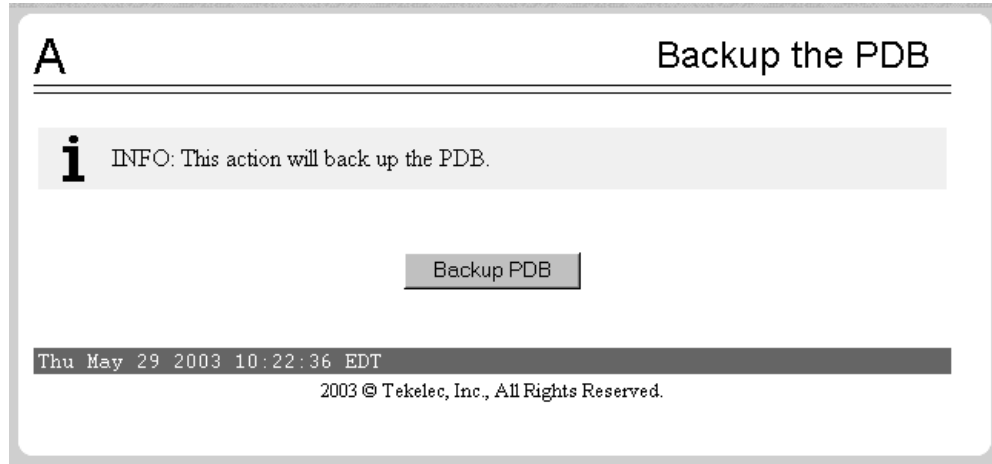 A
Backup the PDB
i
INFO: This action will back up the PDB.
Backup PDB
Thu May 29 2003 10:22:36 EDT
2003 © Tekelec, Inc., All Rights Reserved.